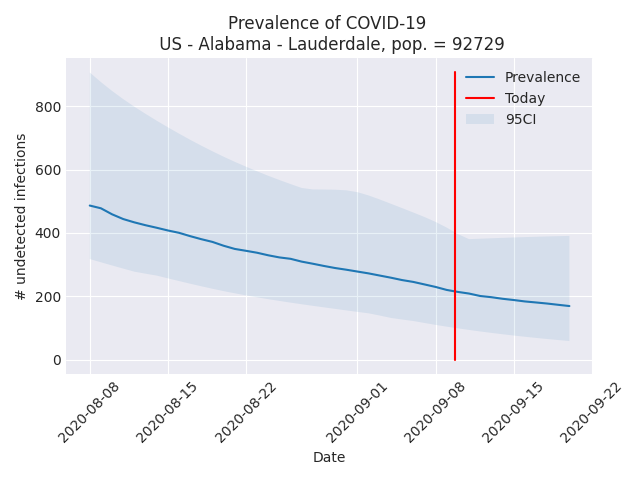 Prevalence of COVID-19
US - Alabama - Lauderdale, pop. = 92729
Prevalence
Today
95CI
800
600
400
200
0
# undetected infections
2020-08-08
2020-08-15
2020-08-22
2020-09-01
2020-09-08
2020-09-15
2020-09-22
Date